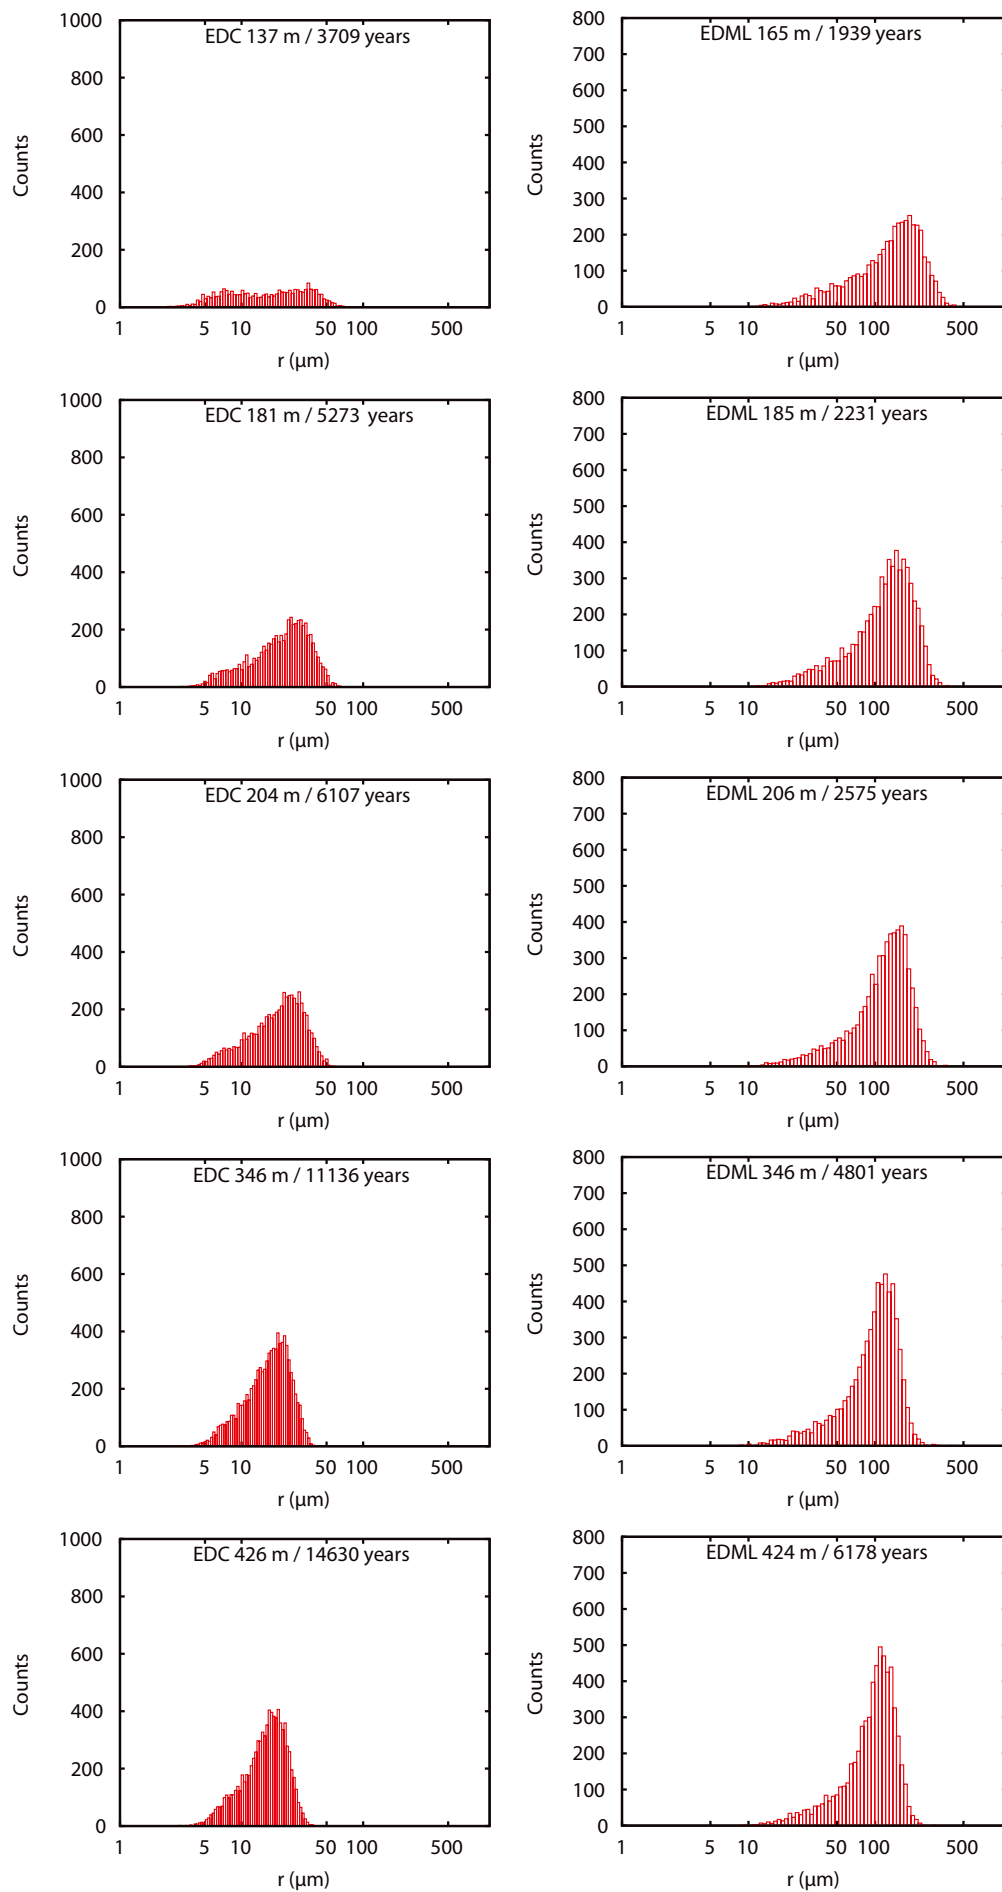 EDC 137 m / 3709 years
1000
800
600
400
200
0
Counts
1 5 10 50 100 500
r (μm)
EDML 165 m / 1939 years
800
700
600
500
400
300
200
100
0
Counts
1 5 10 50 100 500
r (μm)
EDC 181 m / 5273 years
1000
800
600
400
200
0
Counts
1 5 10 50 100 500
r (μm)
EDML 185 m / 2231 years
800
700
600
500
400
300
200
100
0
Counts
1 5 10 50 100 500
r (μm)
EDC 204 m / 6107 years
1000
800
600
400
200
0
Counts
1 5 10 50 100 500
r (μm)
EDML 206 m / 2575 years
800
700
600
500
400
300
200
100
0
Counts
1 5 10 50 100 500
r (μm)
EDC 346 m / 11136 years
1000
800
600
400
200
0
Counts
1 5 10 50 100 500
r (μm)
EDML 346 m / 4801 years
800
700
600
500
400
300
200
100
0
Counts
1 5 10 50 100 500
r (μm)
EDC 426 m / 14630 years
1000
800
600
400
200
0
Counts
1 5 10 50 100 500
r (μm)
EDML 424 m / 6178 years
800
700
600
500
400
300
200
100
0
Counts
1 5 10 50 100 500
r (μm)